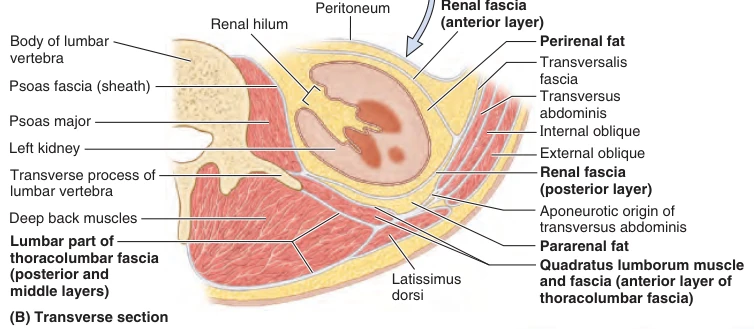 Peritoneum
Renal fascia
(anterior layer)
Renal hilum
Body of lumbar
vertebra
Psoas fascia (sheath)
Psoas major
Left kidney
Transverse process of
lumbar vertebra
Deep back muscles
Lumbar part of
thoracolumbar fascia
(posterior and
middle layers)
Perirenal fat
Transversalis
fascia
Transversus
abdominis
Internal oblique
External oblique
Renal fascia
(posterior layer)
Aponeurotic origin of
transversus abdominis
Pararenal fat
Quadratus lumborum muscle
and fascia (anterior layer of
thoracolumbar fascia)
Latissimus
dorsi
(B) Transverse section